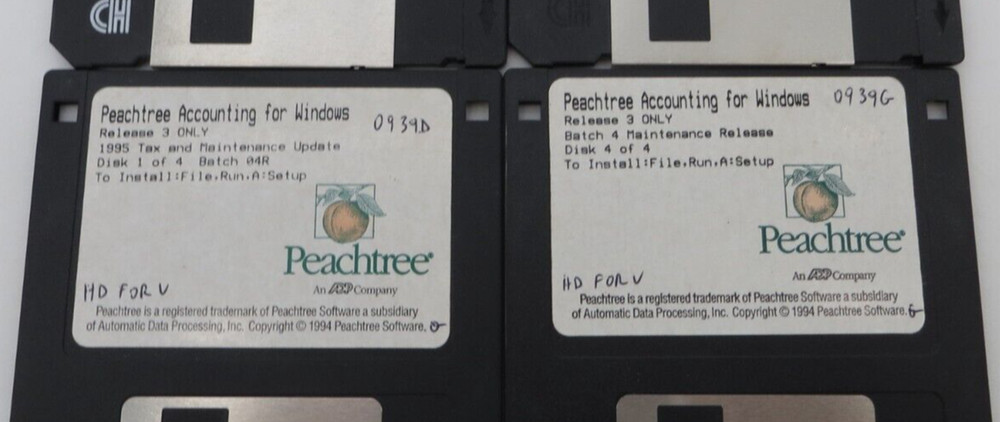 Peachtree Accounting for Windows
0939D
Release 3 ONLY
1995 Tax and Maintenance Update
Disk 1 of 4 Batch 04R
To Install:File,Run,A:Setup
Peachtree®
An ADP Company
HD FOR V
Peachtree is a registered trademark of Peachtree Software a subsidiary
of Automatic Data Processing, Inc. Copyright © 1994 Peachtree Software.
Peachtree Accounting for Windows
0939G
Release 3 ONLY
Batch 4 Maintenance Release
Disk 4 of 4
To Install:File,Run,A:Setup
Peachtree®
An ADP Company
HD FOR V
Peachtree is a registered trademark of Peachtree Software a subsidiary
of Automatic Data Processing, Inc. Copyright © 1994 Peachtree Software.